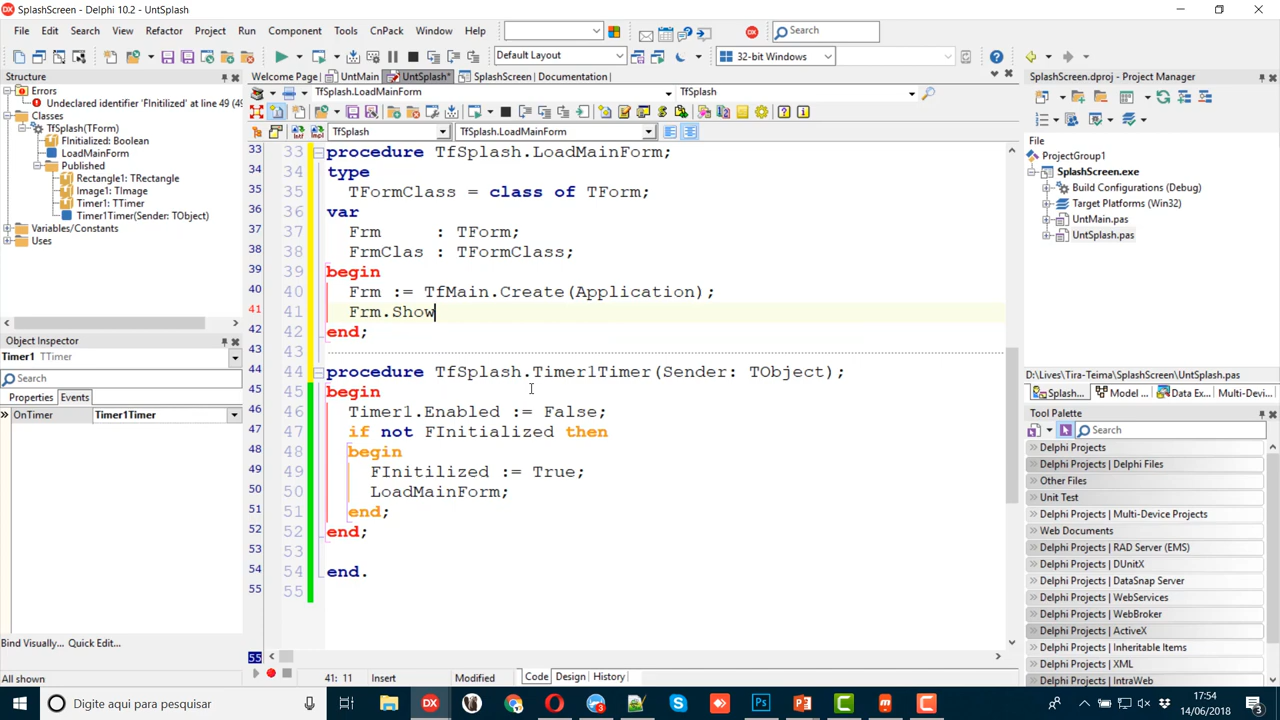 SplashScreen - Delphi 10.2 - UntSplash
File Edit Search View Refactor Project Run Component Tools Window Help
Search
Default Layout
32-bit Windows
Structure
Errors
Undeclared identifier 'FInitilized' at line 49 (49
Classes
TfSplash(TForm)
FInitialized: Boolean
LoadMainForm
Published
Rectangle1: TRectangle
Image1: TImage
Timer1: TTimer
Timer1Timer(Sender: TObject)
Variables/Constants
Uses
Object Inspector
Timer1 TTimer
Search
Properties Events
OnTimer Timer1Timer
Bind Visually... Quick Edit...
All shown
Welcome Page UntMain UntSplash* SplashScreen | Documentation
TfSplash.LoadMainForm TfSplash
TfSplash TfSplash.LoadMainForm
33 procedure TfSplash.LoadMainForm;
34 type
35 TFormClass = class of TForm;
36 var
37 Frm : TForm;
38 FrmClas : TFormClass;
39 begin
40 Frm := TfMain.Create(Application);
41 Frm.Show
42 end;
43
44 procedure TfSplash.Timer1Timer(Sender: TObject);
45 begin
46 Timer1.Enabled := False;
47 if not FInitialized then
48 begin
49 FInitilized := True;
50 LoadMainForm;
51 end;
52 end;
53
54 end.
55
55
41: 11 Insert Modified Code Design History
SplashScreen.dproj - Project Manager
File
ProjectGroup1
SplashScreen.exe
Build Configurations (Debug)
Target Platforms (Win32)
UntMain.pas
UntSplash.pas
D:\Lives\Tira-Teima\SplashScreen\UntSplash.pas
Splash... Model ... Data Ex... Multi-Devi...
Tool Palette
Search
Delphi Projects
Delphi Projects | Delphi Files
Other Files
Unit Test
Delphi Projects | Multi-Device Projects
Web Documents
Delphi Projects | RAD Server (EMS)
Delphi Projects | DUnitX
Delphi Projects | DataSnap Server
Delphi Projects | WebServices
Delphi Projects | WebBroker
Delphi Projects | ActiveX
Delphi Projects | Inheritable Items
Delphi Projects | XML
Delphi Projects | IntraWeb
Digite aqui para pesquisar
17:54
14/06/2018